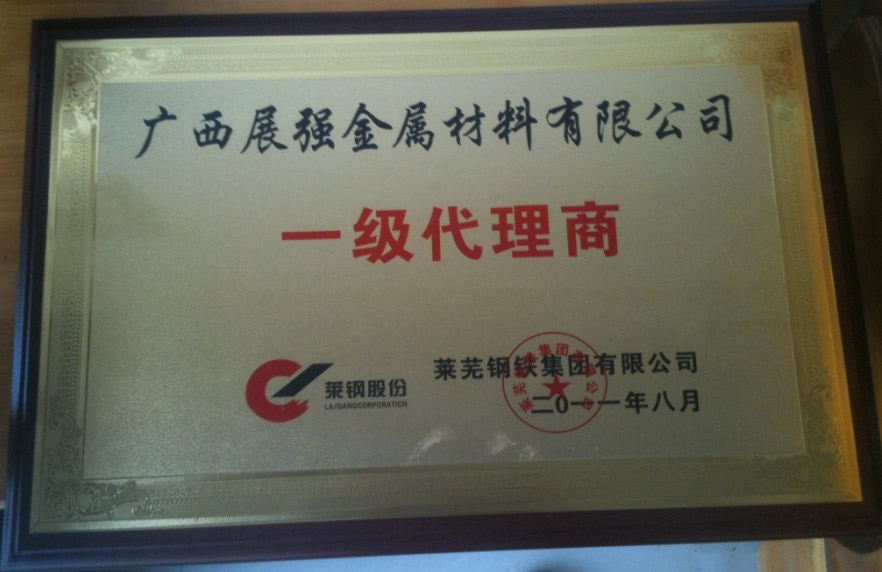 广西展强金属材料有限公司
一级代理商
莱钢股份
LAIGANGCORPORATION
莱芜钢铁集团有限公司
二0一一年八月